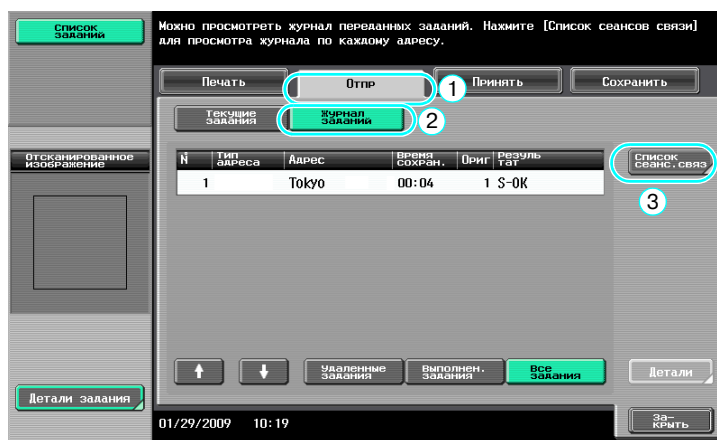 Список
заданий
Можно просмотреть журнал переданных заданий. Нажмите [Список сеансов связи]
для просмотра журнала по каждому адресу.
Печать
Отпр
1
Принять
Сохранить
Текущие
задания
Журнал
заданий
2
Отсканированное
изображение
N
Тип
адреса
Адрес
Время
сохран.
Ориг
Резуль
тат
Список
сеанс.связ
1
Tokyo
00:04
1
S-OK
3
Удаленные
задания
Выполнен.
задания
Все
задания
Детали
Детали задания
01/29/2009 10:19
За-
крыть